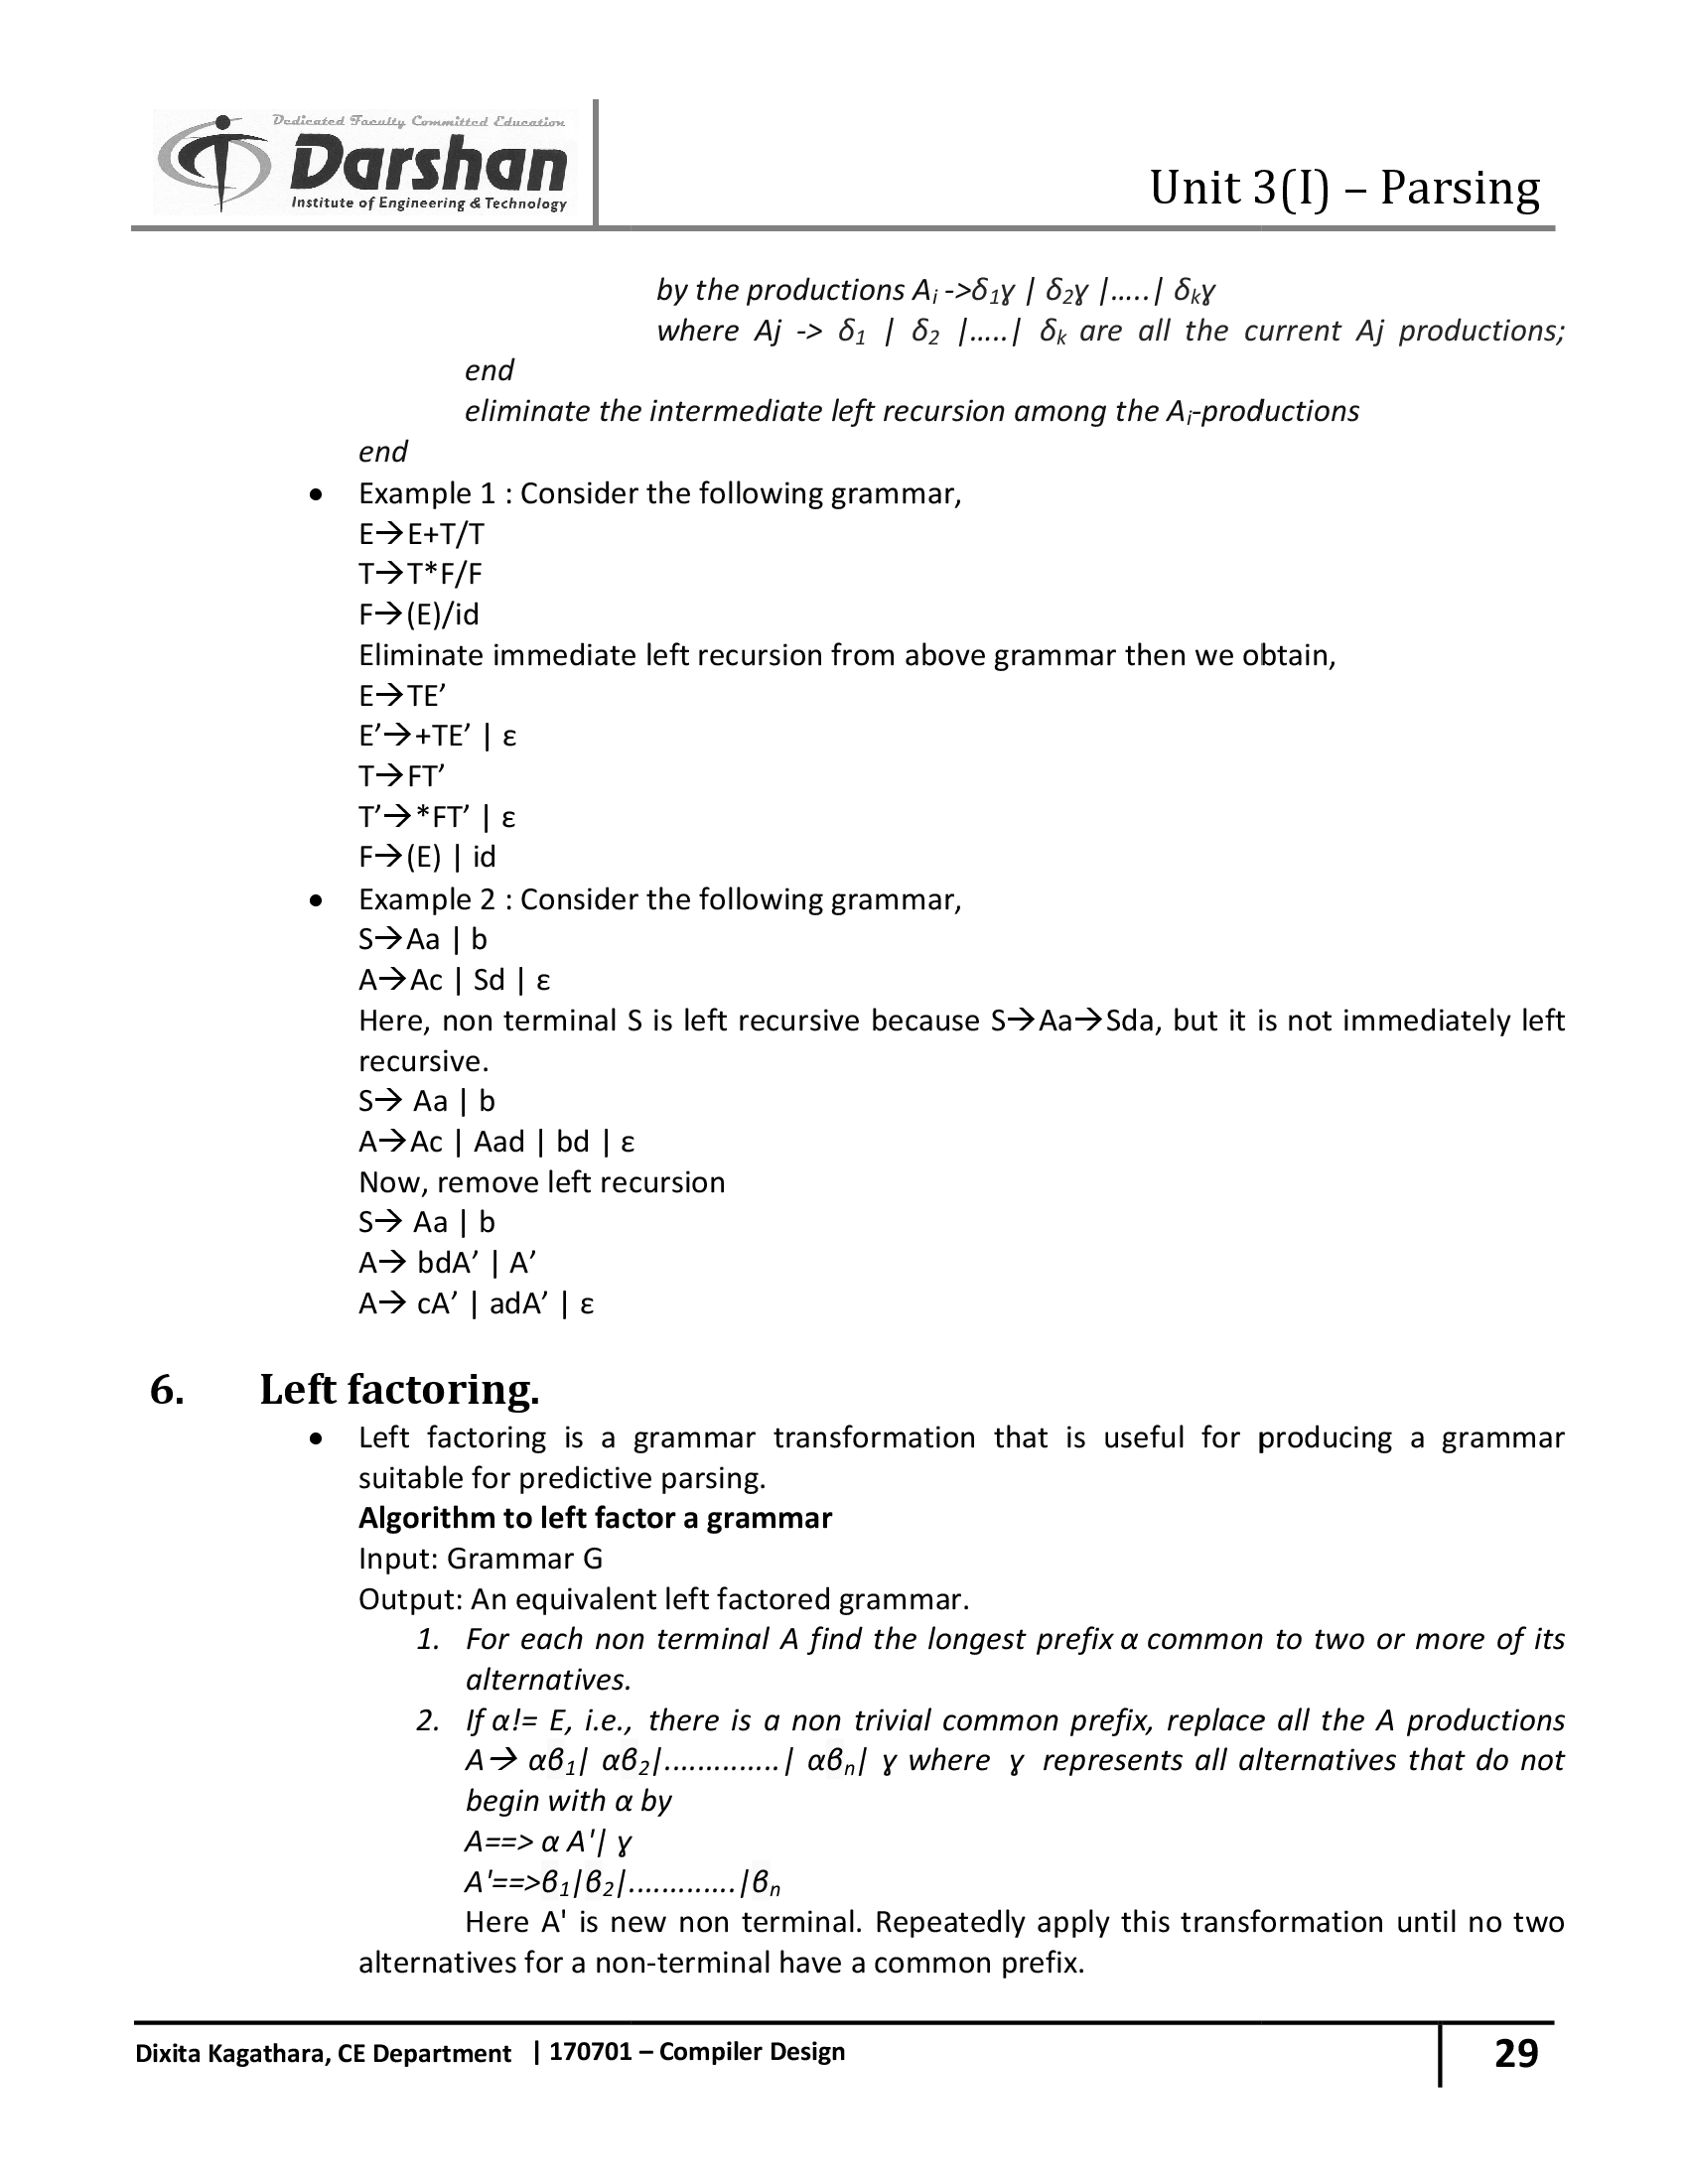 Dedicated Faculty Committed Education
Darshan
Institute of Engineering & Technology
Unit 3(I) – Parsing
by the productions Ai ->δ1ɣ | δ2ɣ |.....| δkɣ
where Aj -> δ1 | δ2 |.....| δk are all the current Aj productions;
end
eliminate the intermediate left recursion among the Ai-productions
end
• Example 1 : Consider the following grammar,
E→E+T/T
T→T*F/F
F→(E)/id
Eliminate immediate left recursion from above grammar then we obtain,
E→TE’
E’→+TE’ | ε
T→FT’
T’→*FT’ | ε
F→(E) | id
• Example 2 : Consider the following grammar,
S→Aa | b
A→Ac | Sd | ε
Here, non terminal S is left recursive because S→Aa→Sda, but it is not immediately left
recursive.
S→ Aa | b
A→Ac | Aad | bd | ε
Now, remove left recursion
S→ Aa | b
A→ bdA’ | A’
A→ cA’ | adA’ | ε
6. Left factoring.
• Left factoring is a grammar transformation that is useful for producing a grammar
suitable for predictive parsing.
Algorithm to left factor a grammar
Input: Grammar G
Output: An equivalent left factored grammar.
1. For each non terminal A find the longest prefix α common to two or more of its
alternatives.
2. If α!= E, i.e., there is a non trivial common prefix, replace all the A productions
A→ αβ1| αβ2|..............| αβn| ɣ where ɣ represents all alternatives that do not
begin with α by
A==> α A'| ɣ
A'==>β1|β2|.............|βn
Here A' is new non terminal. Repeatedly apply this transformation until no two
alternatives for a non-terminal have a common prefix.
Dixita Kagathara, CE Department | 170701 – Compiler Design
29